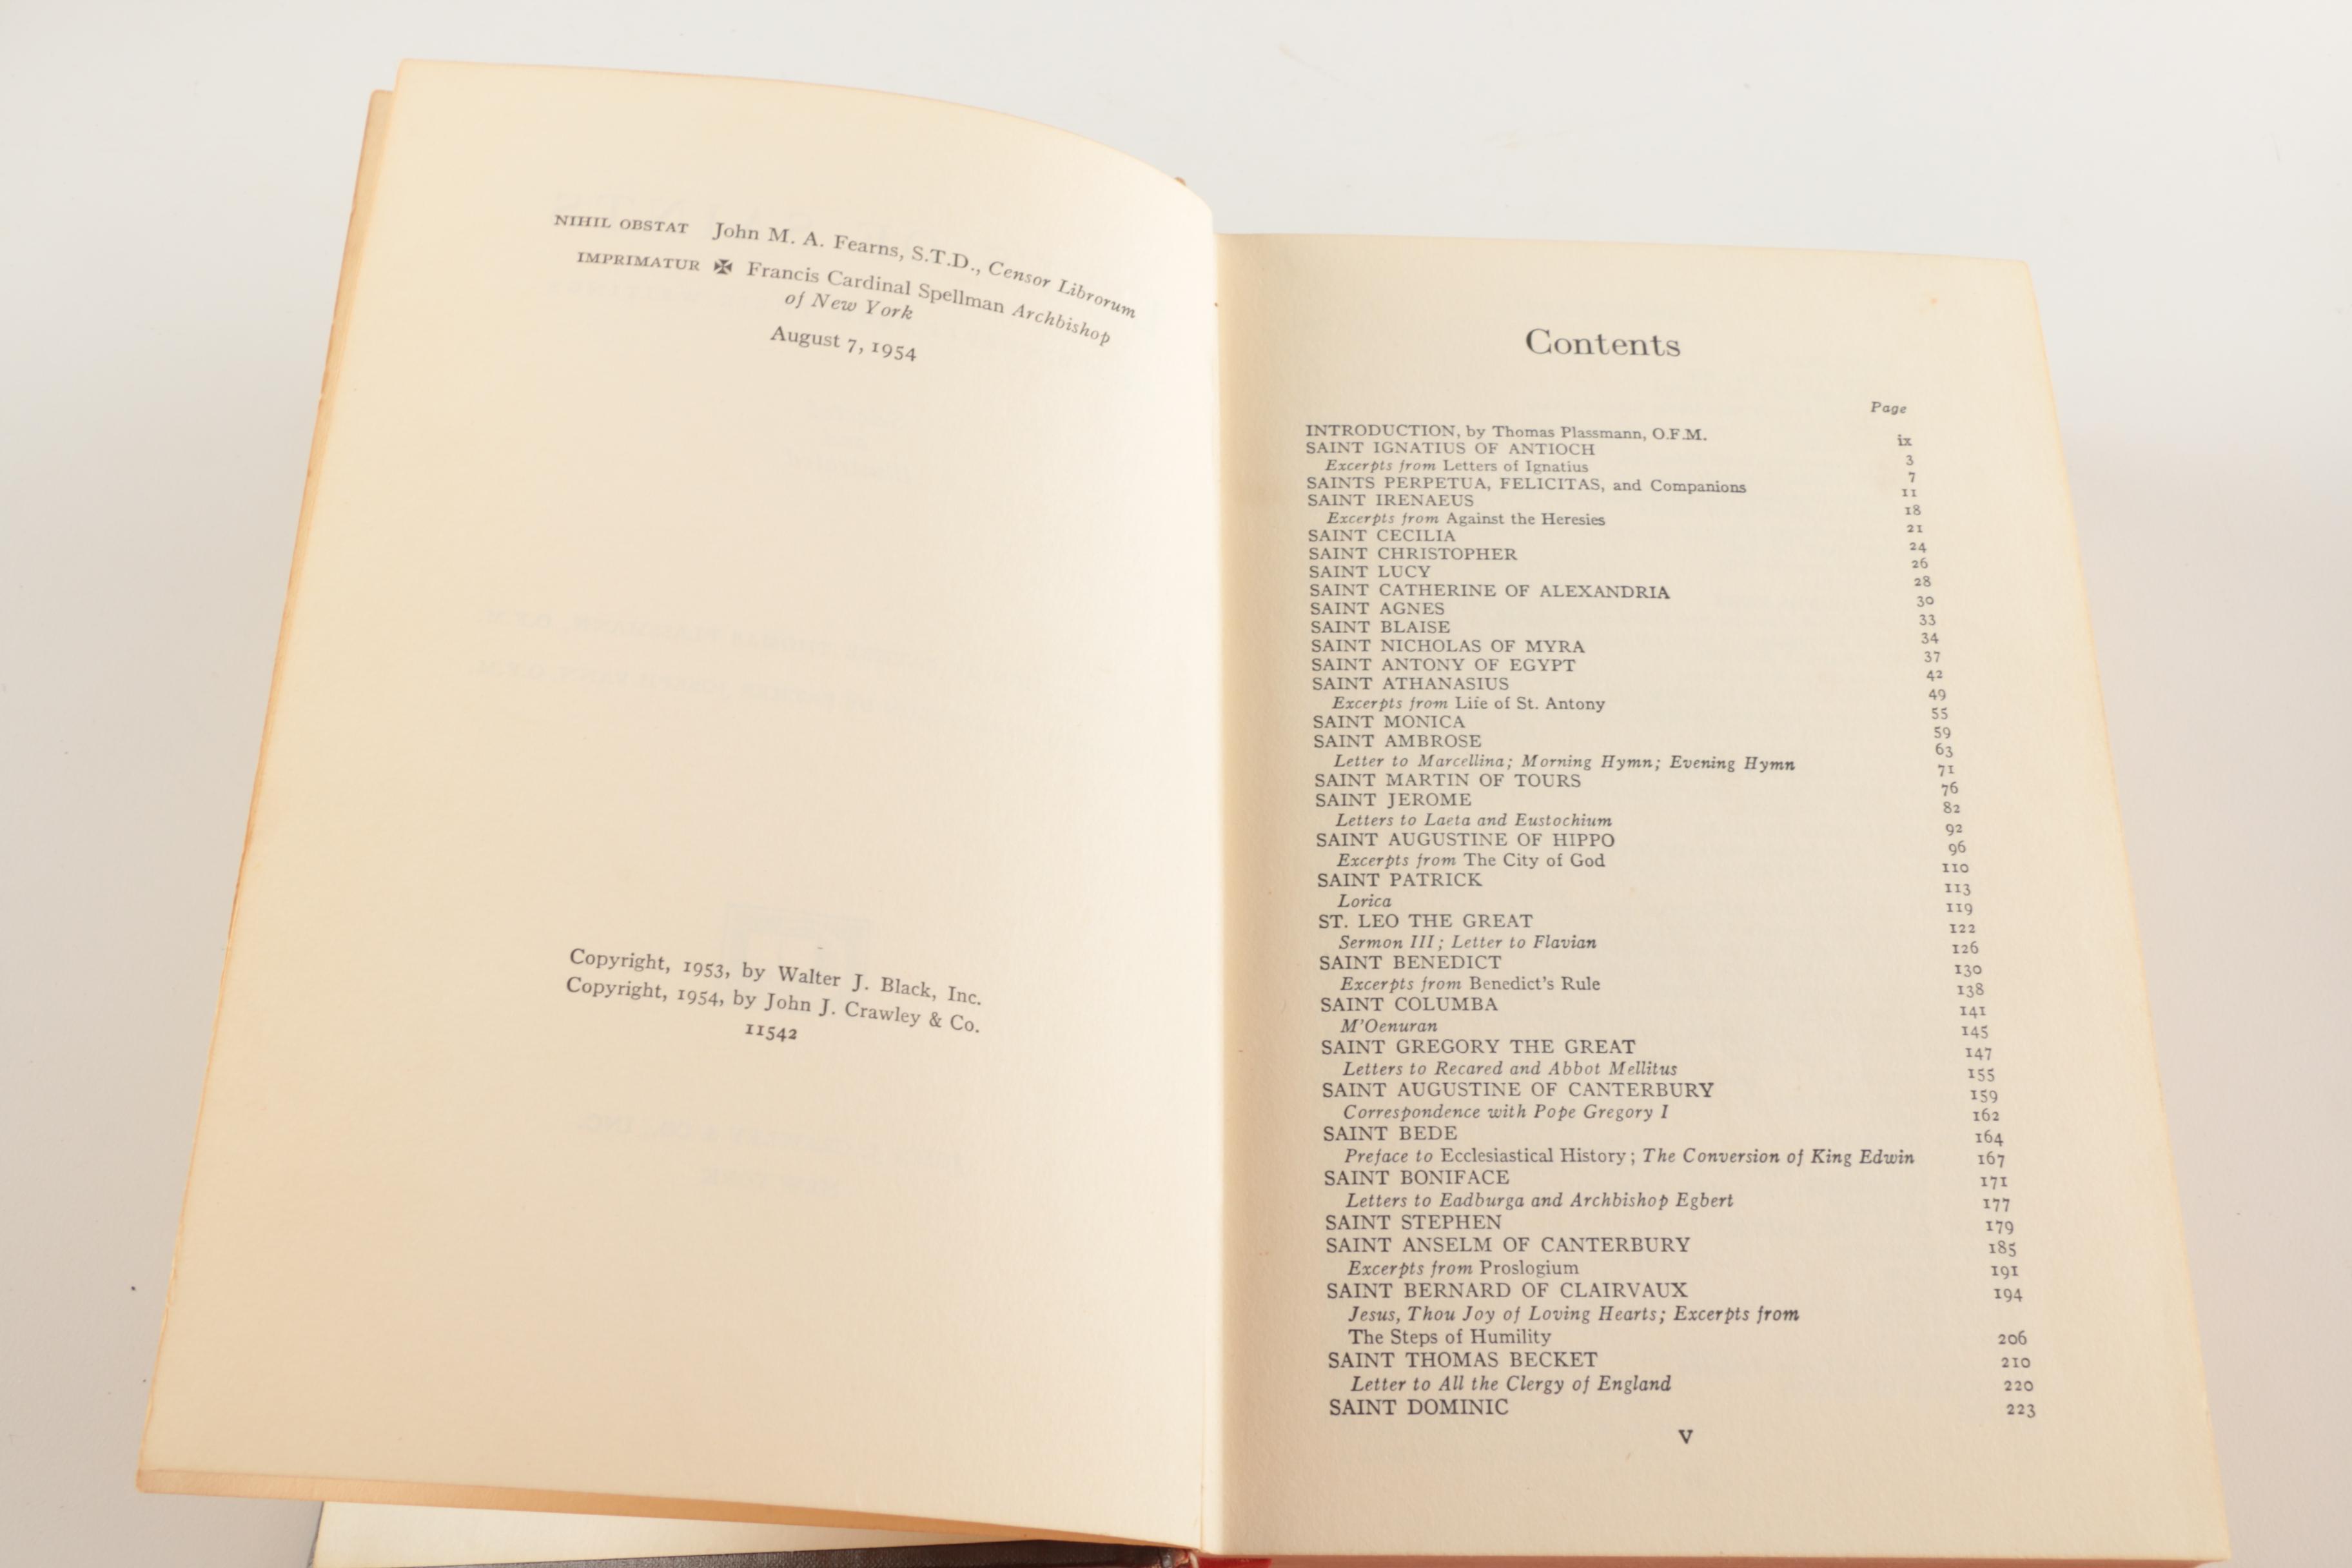 NIHIL OBSTAT John M. A. Fearns, S.T.D., Censor Librorum
IMPRIMATUR ✠ Francis Cardinal Spellman Archbishop
of New York
August 7, 1954
Copyright, 1953, by Walter J. Black, Inc.
Copyright, 1954, by John J. Crawley & Co.
11542
Contents
Page
INTRODUCTION, by Thomas Plassmann, O.F.M. ix
SAINT IGNATIUS OF ANTIOCH 3
Excerpts from Letters of Ignatius 7
SAINTS PERPETUA, FELICITAS, and Companions 11
SAINT IRENAEUS 18
Excerpts from Against the Heresies 21
SAINT CECILIA 24
SAINT CHRISTOPHER 26
SAINT LUCY 28
SAINT CATHERINE OF ALEXANDRIA 30
SAINT AGNES 33
SAINT BLAISE 34
SAINT NICHOLAS OF MYRA 37
SAINT ANTONY OF EGYPT 42
SAINT ATHANASIUS 49
Excerpts from Life of St. Antony 55
SAINT MONICA 59
SAINT AMBROSE 63
Letter to Marcellina; Morning Hymn; Evening Hymn 71
SAINT MARTIN OF TOURS 76
SAINT JEROME 82
Letters to Laeta and Eustochium 92
SAINT AUGUSTINE OF HIPPO 96
Excerpts from The City of God 110
SAINT PATRICK 113
Lorica 119
ST. LEO THE GREAT 122
Sermon III; Letter to Flavian 126
SAINT BENEDICT 130
Excerpts from Benedict's Rule 138
SAINT COLUMBA 141
M'Oenuran 145
SAINT GREGORY THE GREAT 147
Letters to Recared and Abbot Mellitus 155
SAINT AUGUSTINE OF CANTERBURY 159
Correspondence with Pope Gregory I 162
SAINT BEDE 164
Preface to Ecclesiastical History; The Conversion of King Edwin 167
SAINT BONIFACE 171
Letters to Eadburga and Archbishop Egbert 177
SAINT STEPHEN 179
SAINT ANSELM OF CANTERBURY 185
Excerpts from Proslogium 191
SAINT BERNARD OF CLAIRVAUX 194
Jesus, Thou Joy of Loving Hearts; Excerpts from
The Steps of Humility 206
SAINT THOMAS BECKET 210
Letter to All the Clergy of England 220
SAINT DOMINIC 223
v